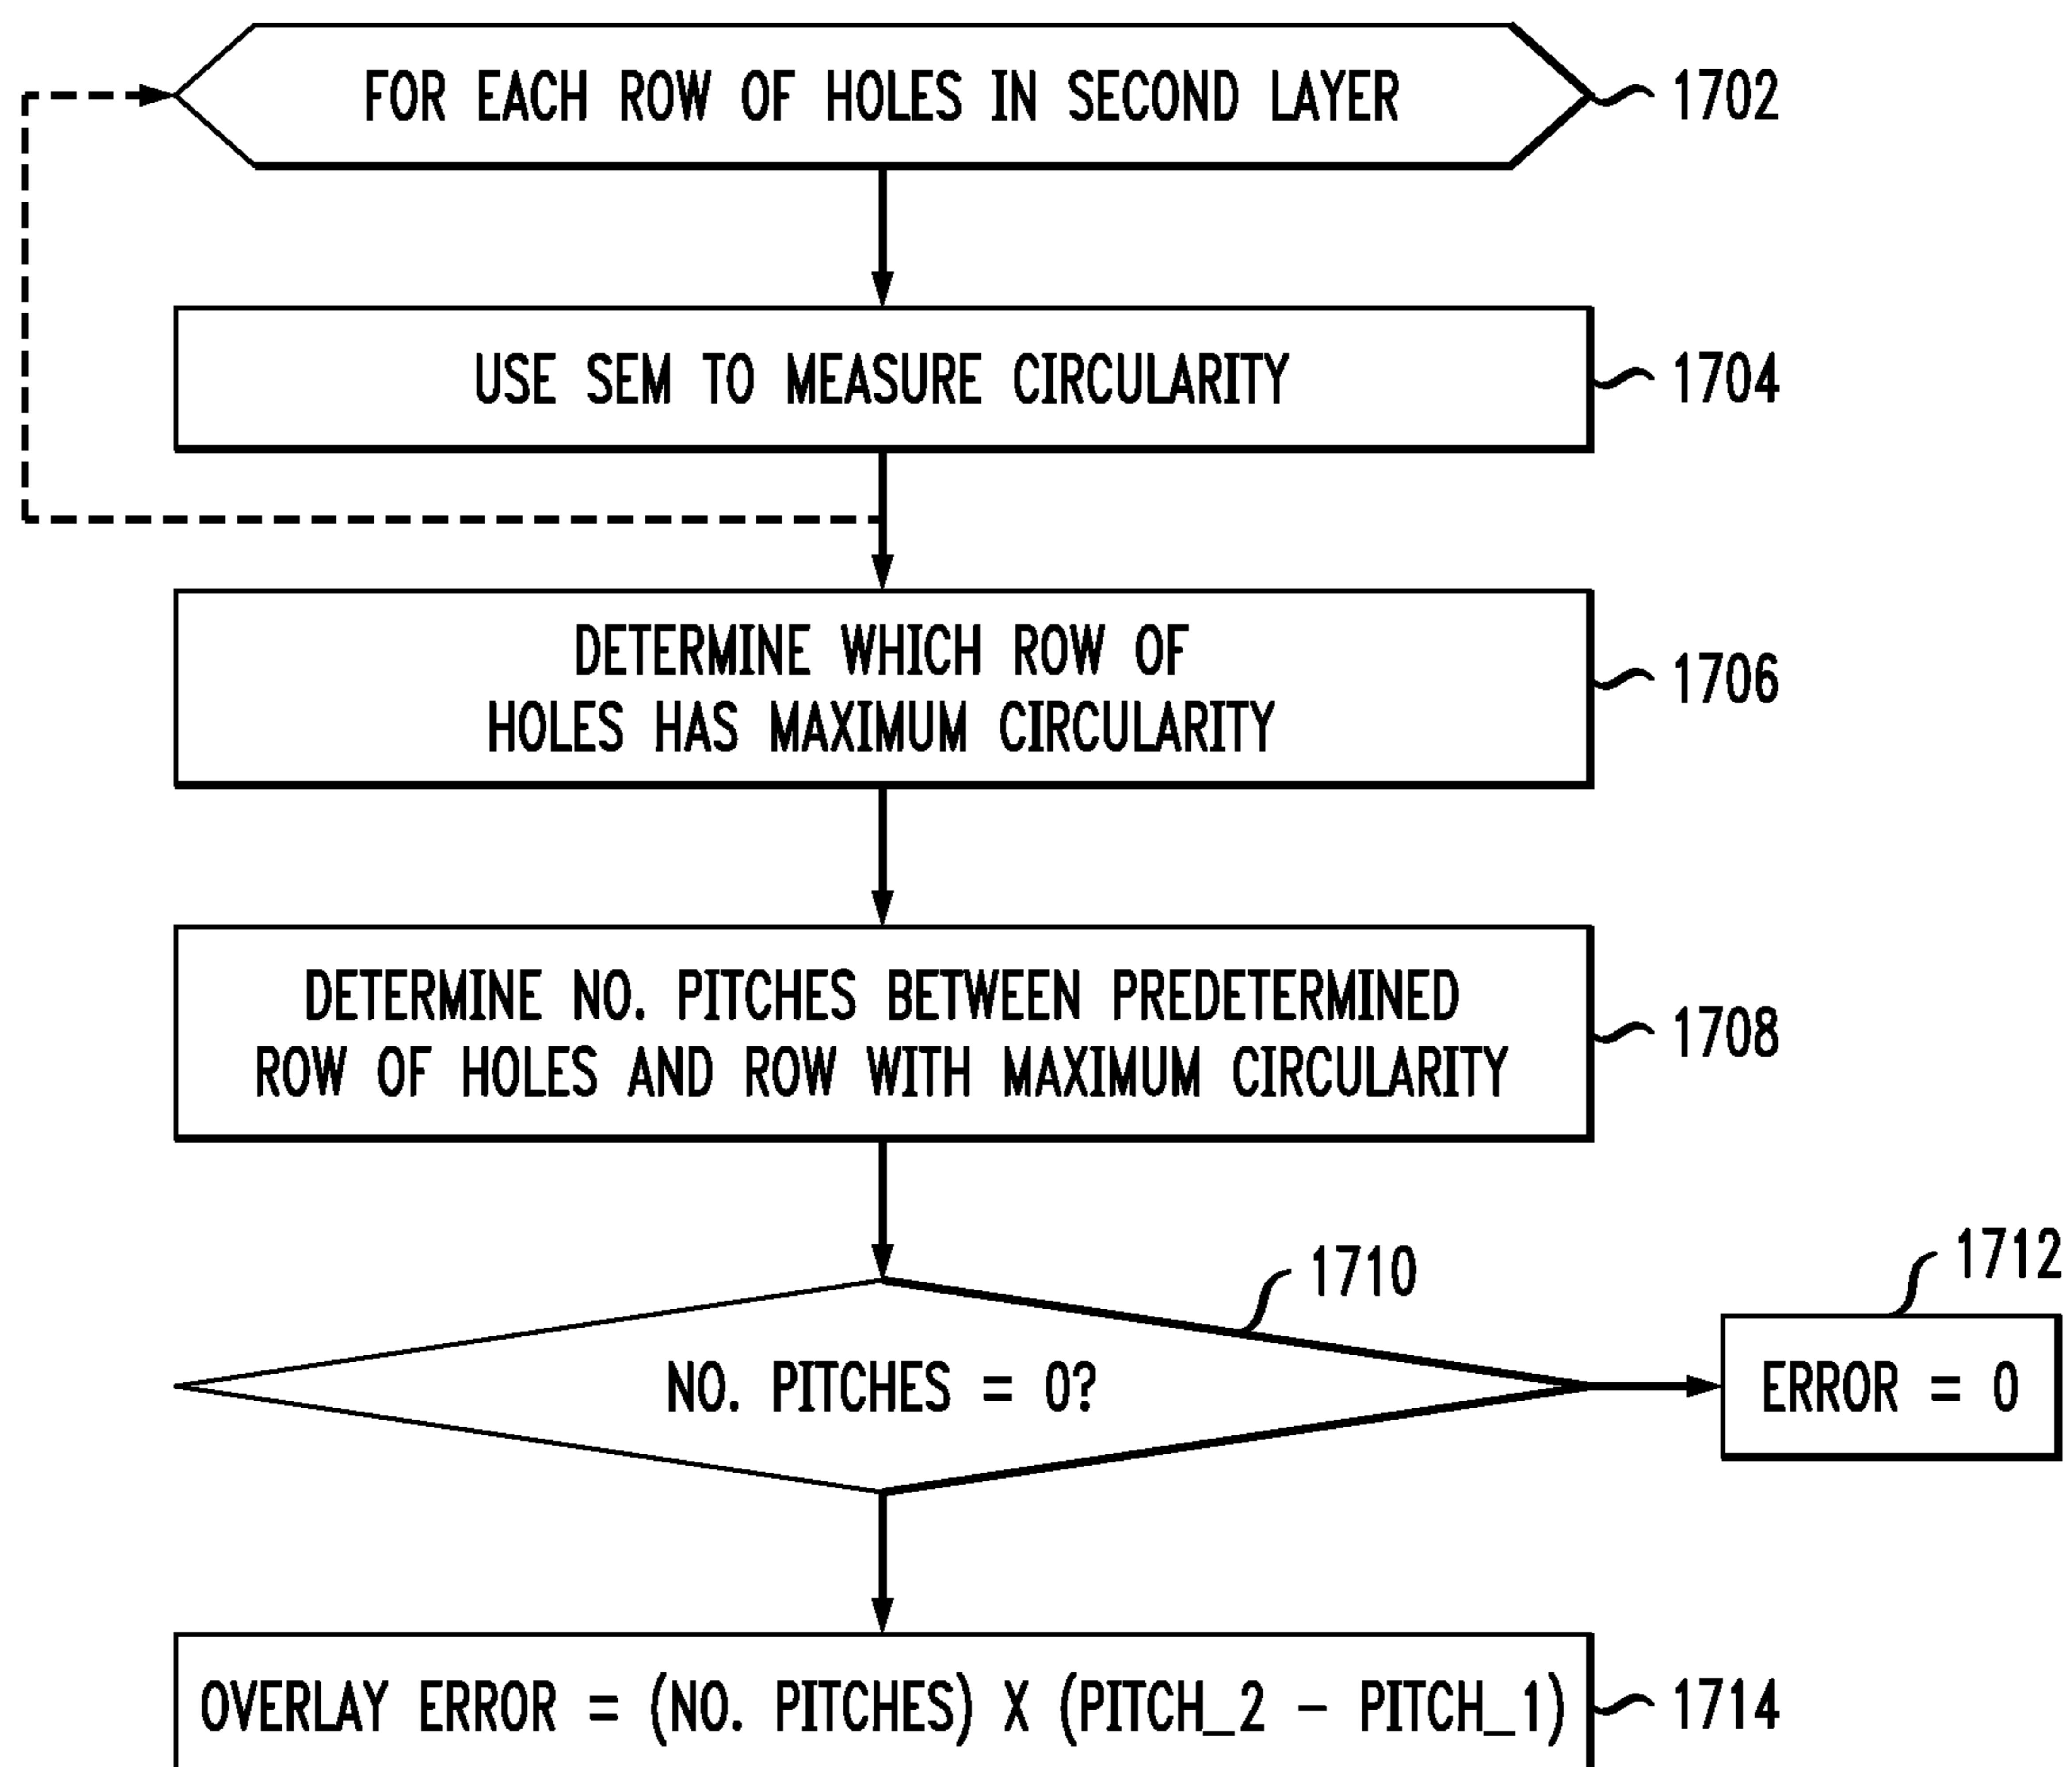 FOR EACH ROW OF HOLES IN SECOND LAYER
1702
USE SEM TO MEASURE CIRCULARITY
1704
DETERMINE WHICH ROW OF
HOLES HAS MAXIMUM CIRCULARITY
1706
DETERMINE NO. PITCHES BETWEEN PREDETERMINED
ROW OF HOLES AND ROW WITH MAXIMUM CIRCULARITY
1708
1710
NO. PITCHES = 0?
1712
ERROR = 0
OVERLAY ERROR = (NO. PITCHES) X (PITCH_2 - PITCH_1)
1714